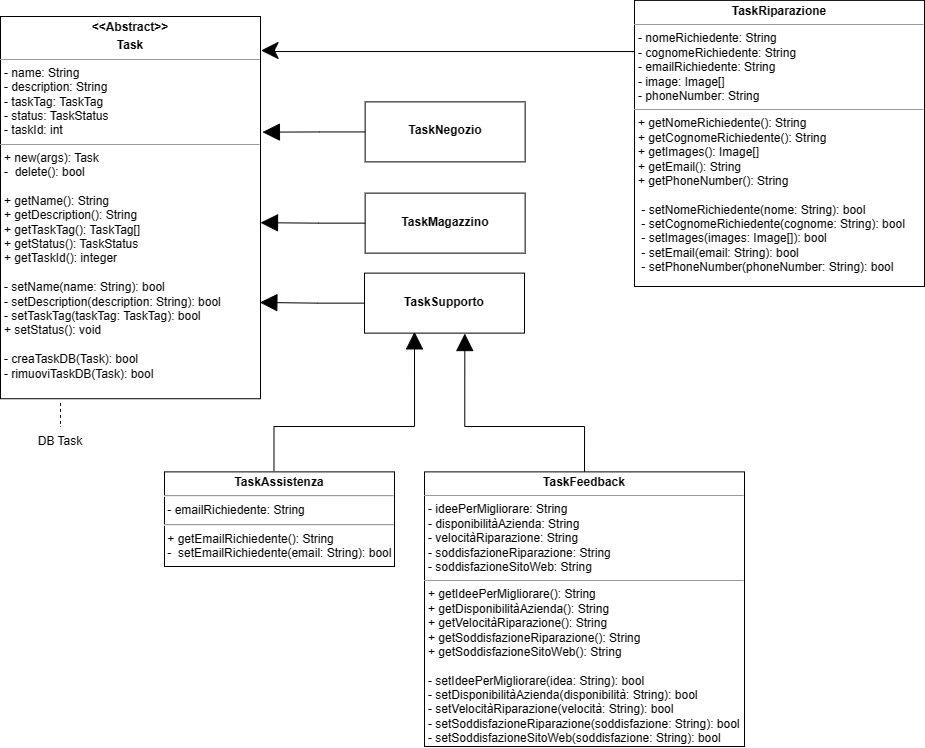 <<Abstract>>
Task
- name: String
- description: String
- taskTag: TaskTag
- status: TaskStatus
- taskId: int
+ new(args): Task
-  delete(): bool
+ getName(): String
+ getDescription(): String
+ getTaskTag(): TaskTag[]
+ getStatus(): TaskStatus
+ getTaskId(): integer
- setName(name: String): bool
- setDescription(description: String): bool
- setTaskTag(taskTag: TaskTag): bool
+ setStatus(): void
- creaTaskDB(Task): bool
- rimuoviTaskDB(Task): bool
DB Task
TaskNegozio
TaskMagazzino
TaskSupporto
TaskRiparazione
- nomeRichiedente: String
- cognomeRichiedente: String
- emailRichiedente: String
- image: Image[]
- phoneNumber: String
+ getNomeRichiedente(): String
+ getCognomeRichiedente(): String
+ getImages(): Image[]
+ getEmail(): String
+ getPhoneNumber(): String
- setNomeRichiedente(nome: String): bool
- setCognomeRichiedente(cognome: String): bool
- setImages(images: Image[]): bool
- setEmail(email: String): bool
- setPhoneNumber(phoneNumber: String): bool
TaskAssistenza
- emailRichiedente: String
+ getEmailRichiedente(): String
-  setEmailRichiedente(email: String): bool
TaskFeedback
- ideePerMigliorare: String
- disponibilitàAzienda: String
- velocitàRiparazione: String
- soddisfazioneRiparazione: String
- soddisfazioneSitoWeb: String
+ getIdeePerMigliorare(): String
+ getDisponibilitàAzienda(): String
+ getVelocitàRiparazione(): String
+ getSoddisfazioneRiparazione(): String
+ getSoddisfazioneSitoWeb(): String
- setIdeePerMigliorare(idea: String): bool
- setDisponibilitàAzienda(disponibilità: String): bool
- setVelocitàRiparazione(velocità: String): bool
- setSoddisfazioneRiparazione(soddisfazione: String): bool
- setSoddisfazioneSitoWeb(soddisfazione: String): bool